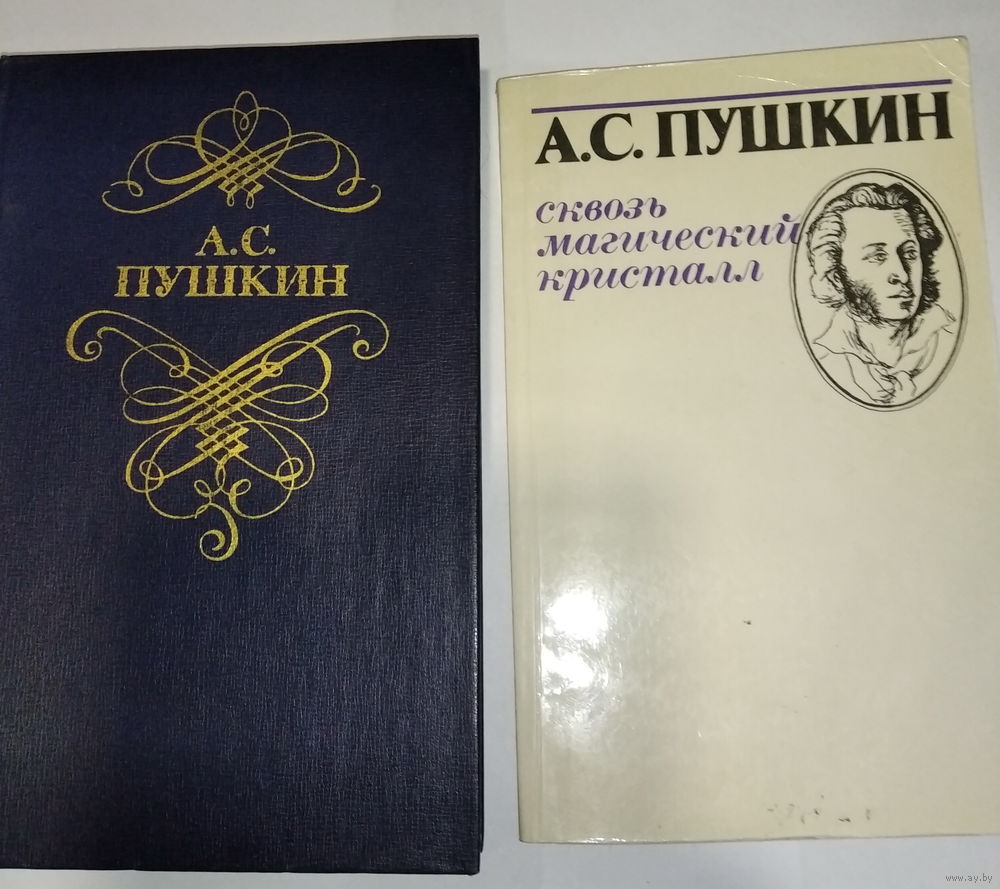 А.С.
ПУШКИН
А.С. ПУШКИН
сквозь
магический
кристалл
www.ay.by